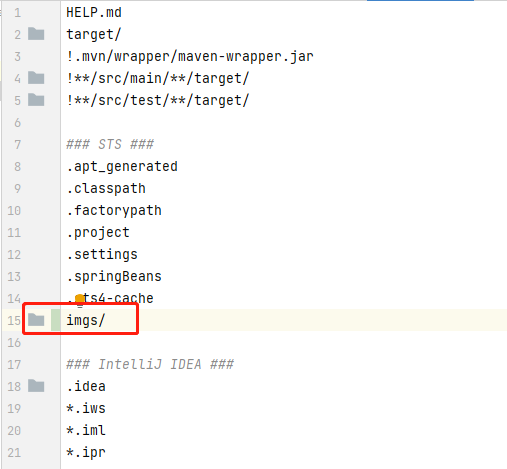 1 HELP.md
2 target/
3 !.mvn/wrapper/maven-wrapper.jar
4 !**/src/main/**/target/
5 !**/src/test/**/target/
6
7 ### STS ###
8 .apt_generated
9 .classpath
10 .factorypath
11 .project
12 .settings
13 .springBeans
14 .sts4-cache
15 imgs/
16
17 ### IntelliJ IDEA ###
18 .idea
19 *.iws
20 *.iml
21 *.ipr